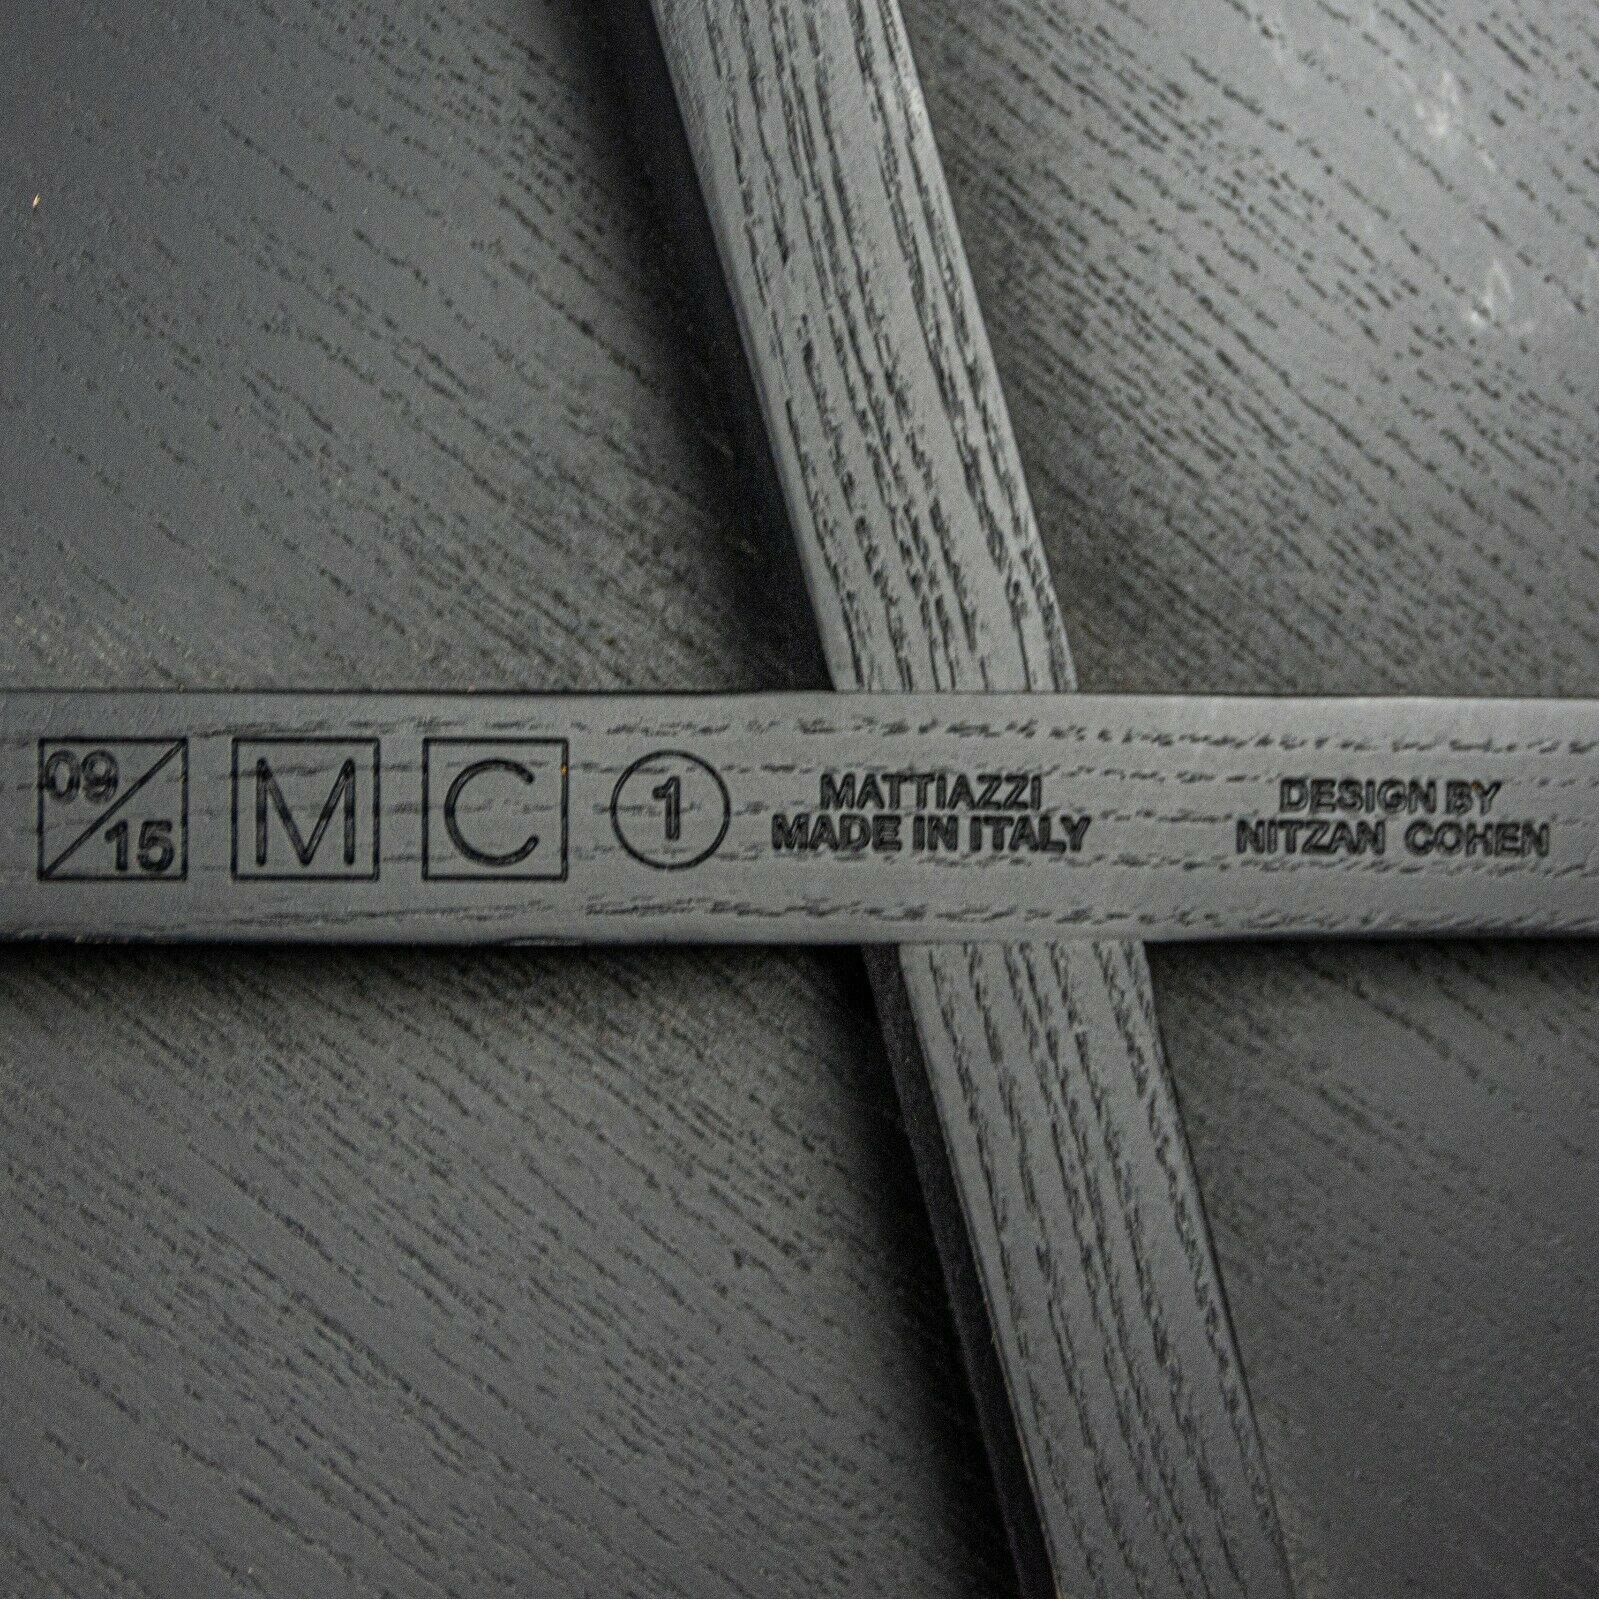 09/15 M C 1
MATTIAZZI
MADE IN ITALY
DESIGN BY
NITZAN COHEN